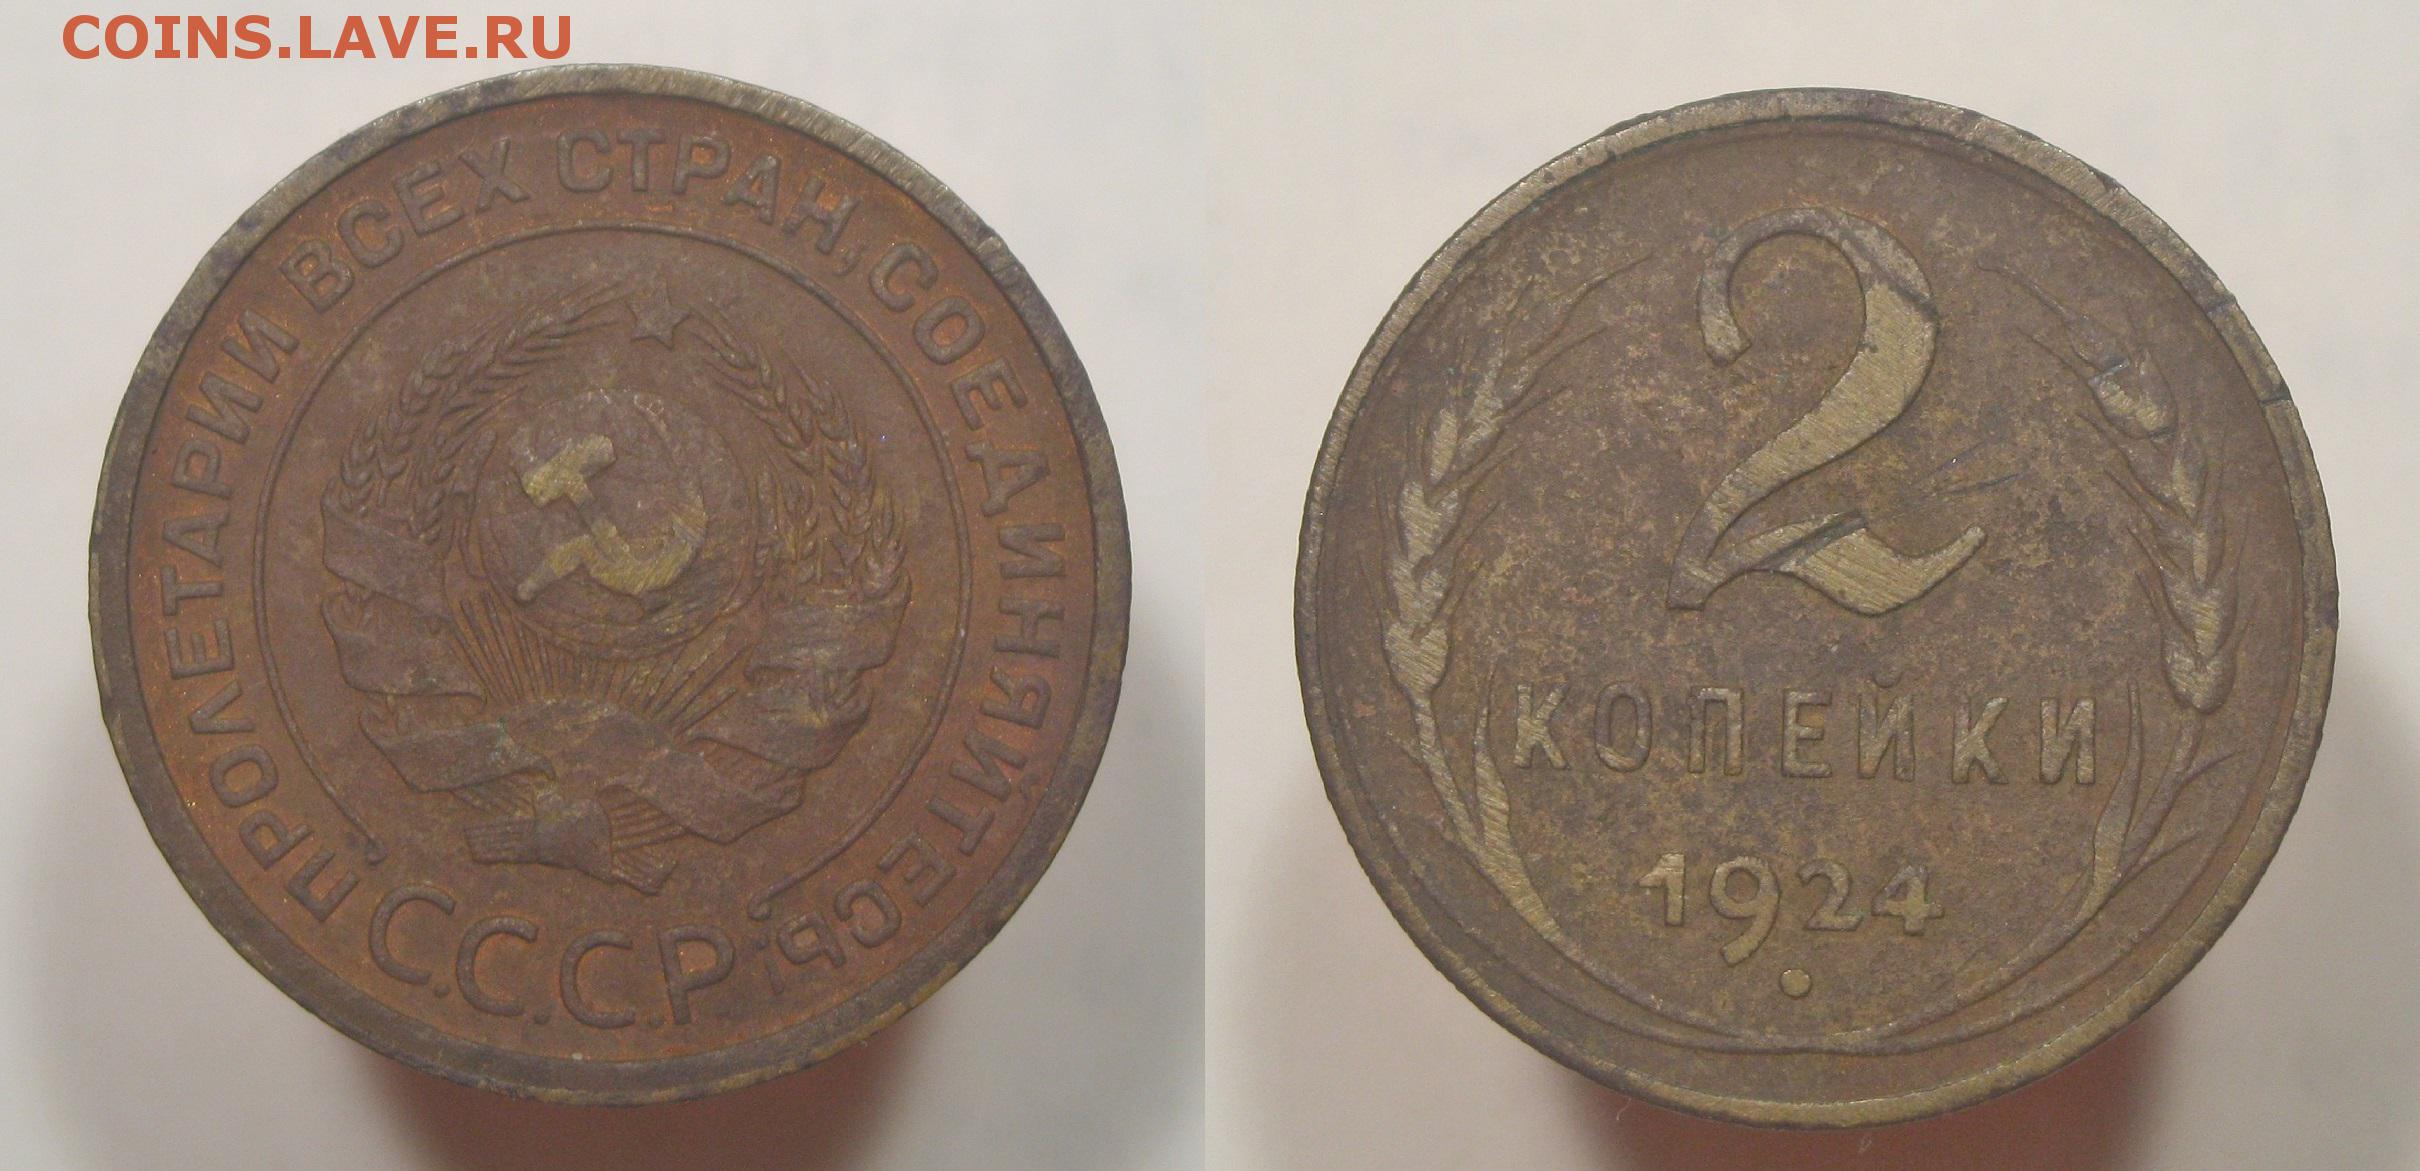 COINS.LAVE.RU
ПРОЛЕТАРИИ ВСЕХ СТРАН, СОЕДИНЯЙТЕСЬ!
С.С.С.Р.
2
КОПЕЙКИ
1924